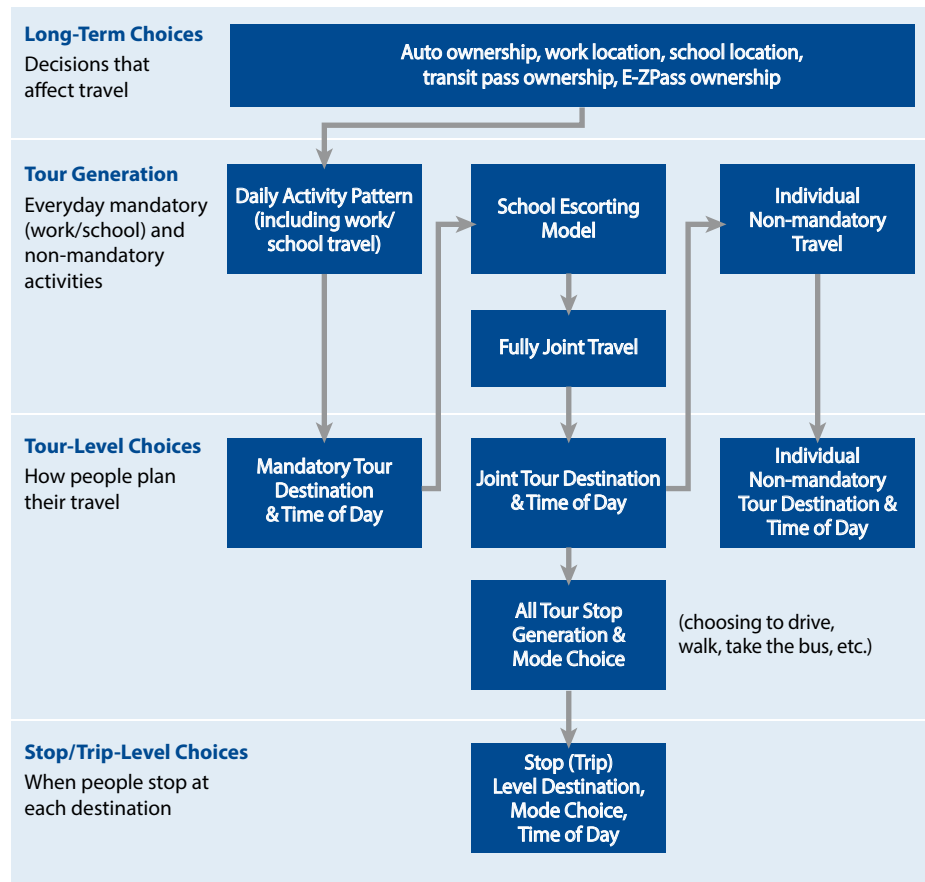 Long-Term Choices
Decisions that
affect travel
Auto ownership, work location, school location,
transit pass ownership, E-ZPass ownership
Tour Generation
Everyday mandatory
(work/school) and
non-mandatory
activities
Daily Activity Pattern
(including work/
school travel)
School Escorting
Model
Individual
Non-mandatory
Travel
Fully Joint Travel
Tour-Level Choices
How people plan
their travel
Mandatory Tour
Destination
& Time of Day
Joint Tour Destination
& Time of Day
Individual
Non-mandatory
Tour Destination &
Time of Day
All Tour Stop
Generation &
Mode Choice
(choosing to drive,
walk, take the bus, etc.)
Stop/Trip-Level Choices
When people stop at
each destination
Stop (Trip)
Level Destination,
Mode Choice,
Time of Day